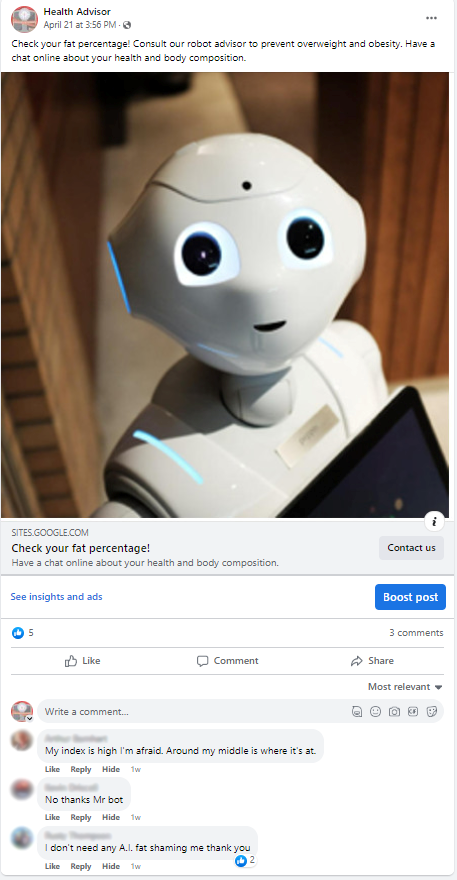 Health Advisor
April 21 at 3:56 PM ·
Check your fat percentage! Consult our robot advisor to prevent overweight and obesity. Have a
chat online about your health and body composition.
SITES.GOOGLE.COM
Check your fat percentage!
Have a chat online about your health and body composition.
Contact us
See insights and ads
Boost post
5
3 comments
Like
Comment
Share
Most relevant
Write a comment...
GIF
My index is high I'm afraid. Around my middle is where it's at.
Like Reply Hide 1w
No thanks Mr bot
Like Reply Hide 1w
I don't need any A.I. fat shaming me thank you
2
Like Reply Hide 1w